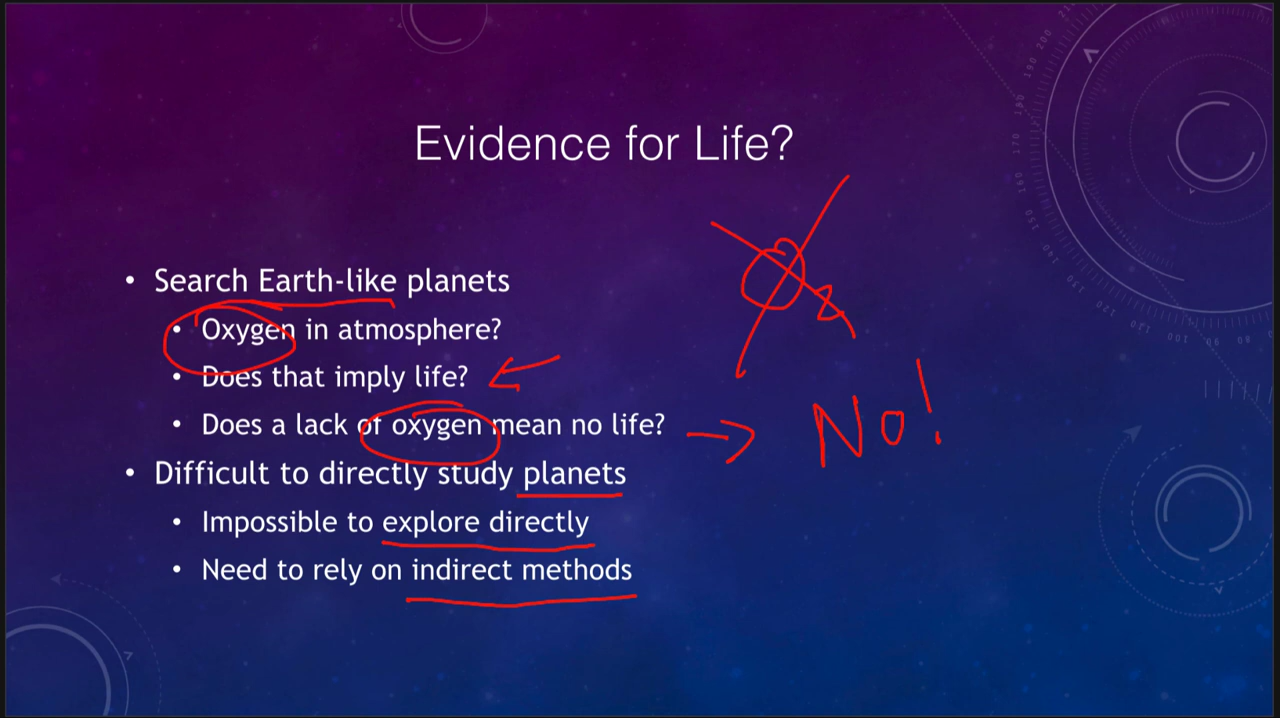 Evidence for Life?
• Search Earth-like planets
• Oxygen in atmosphere?
• Does that imply life?
• Does a lack of oxygen mean no life?
O2
No!
• Difficult to directly study planets
• Impossible to explore directly
• Need to rely on indirect methods